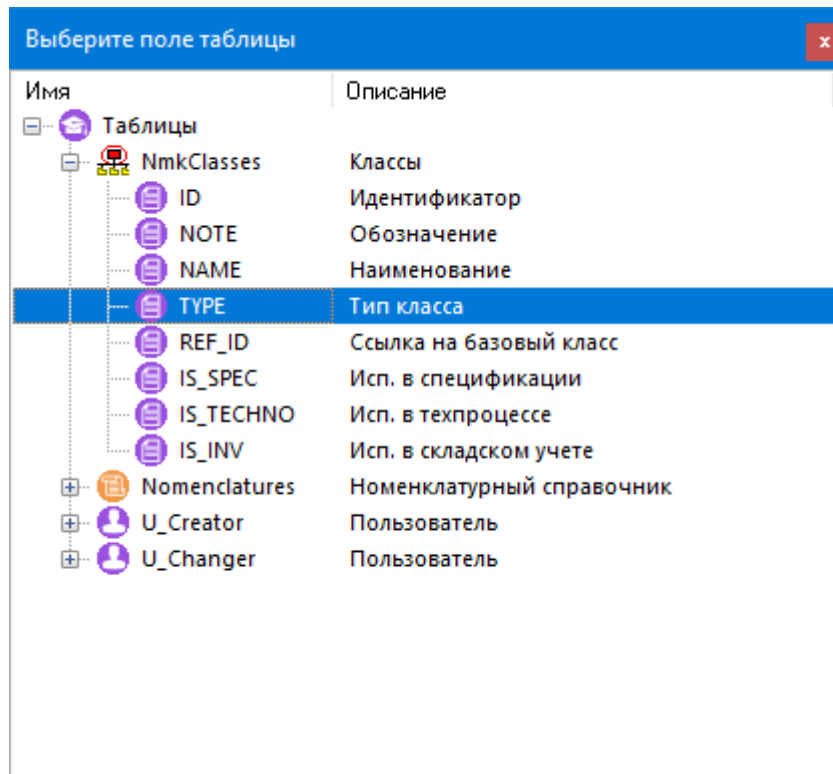 Выберите поле таблицы x
Имя Описание
Таблицы
NmkClasses Классы
ID Идентификатор
NOTE Обозначение
NAME Наименование
TYPE Тип класса
REF_ID Ссылка на базовый класс
IS_SPEC Исп. в спецификации
IS_TECHNO Исп. в техпроцессе
IS_INV Исп. в складском учете
Nomenclatures Номенклатурный справочник
U_Creator Пользователь
U_Changer Пользователь